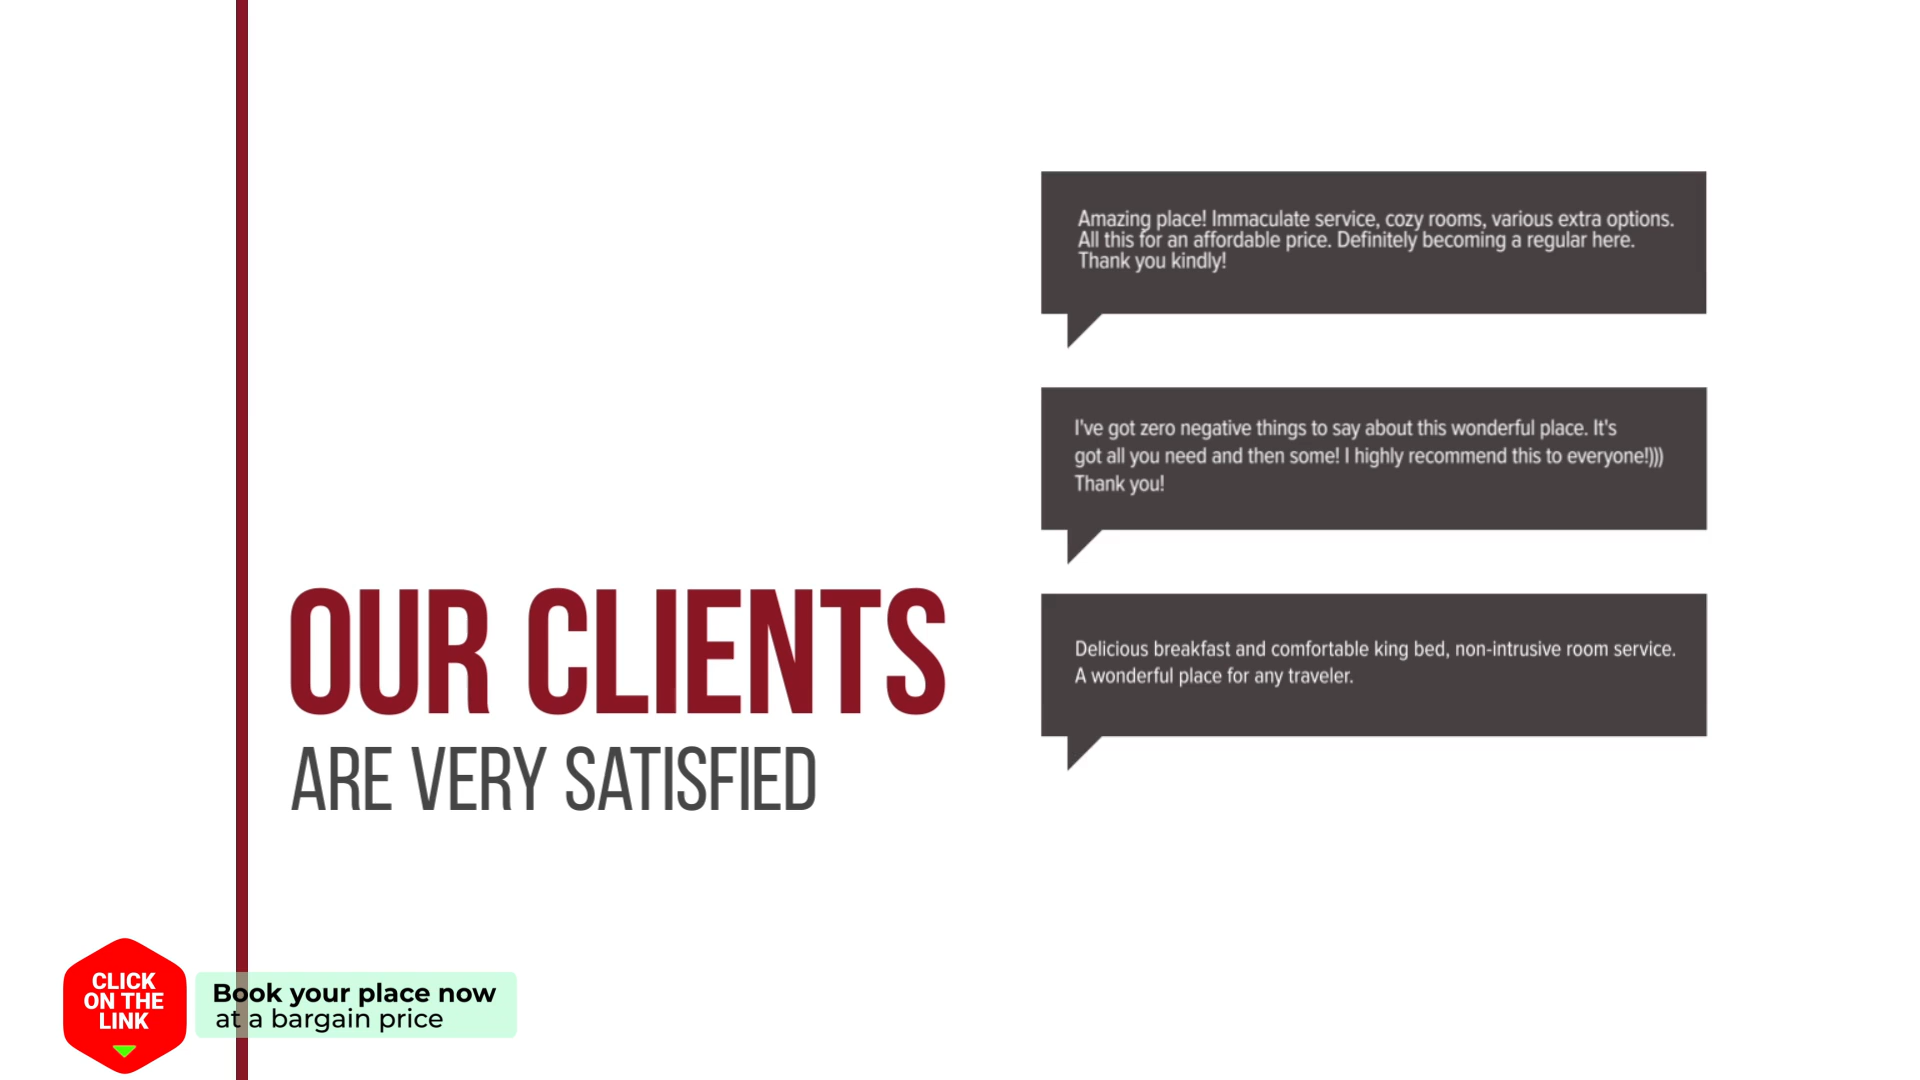 Amazing place! Immaculate service, cozy rooms, various extra options.
All this for an affordable price. Definitely becoming a regular here.
Thank you kindly!
I've got zero negative things to say about this wonderful place. It's
got all you need and then some! I highly recommend this to everyone!)))
Thank you!
Delicious breakfast and comfortable king bed, non-intrusive room service.
A wonderful place for any traveler.
OUR CLIENTS
ARE VERY SATISFIED
CLICK
ON THE
LINK
Book your place now
at a bargain price